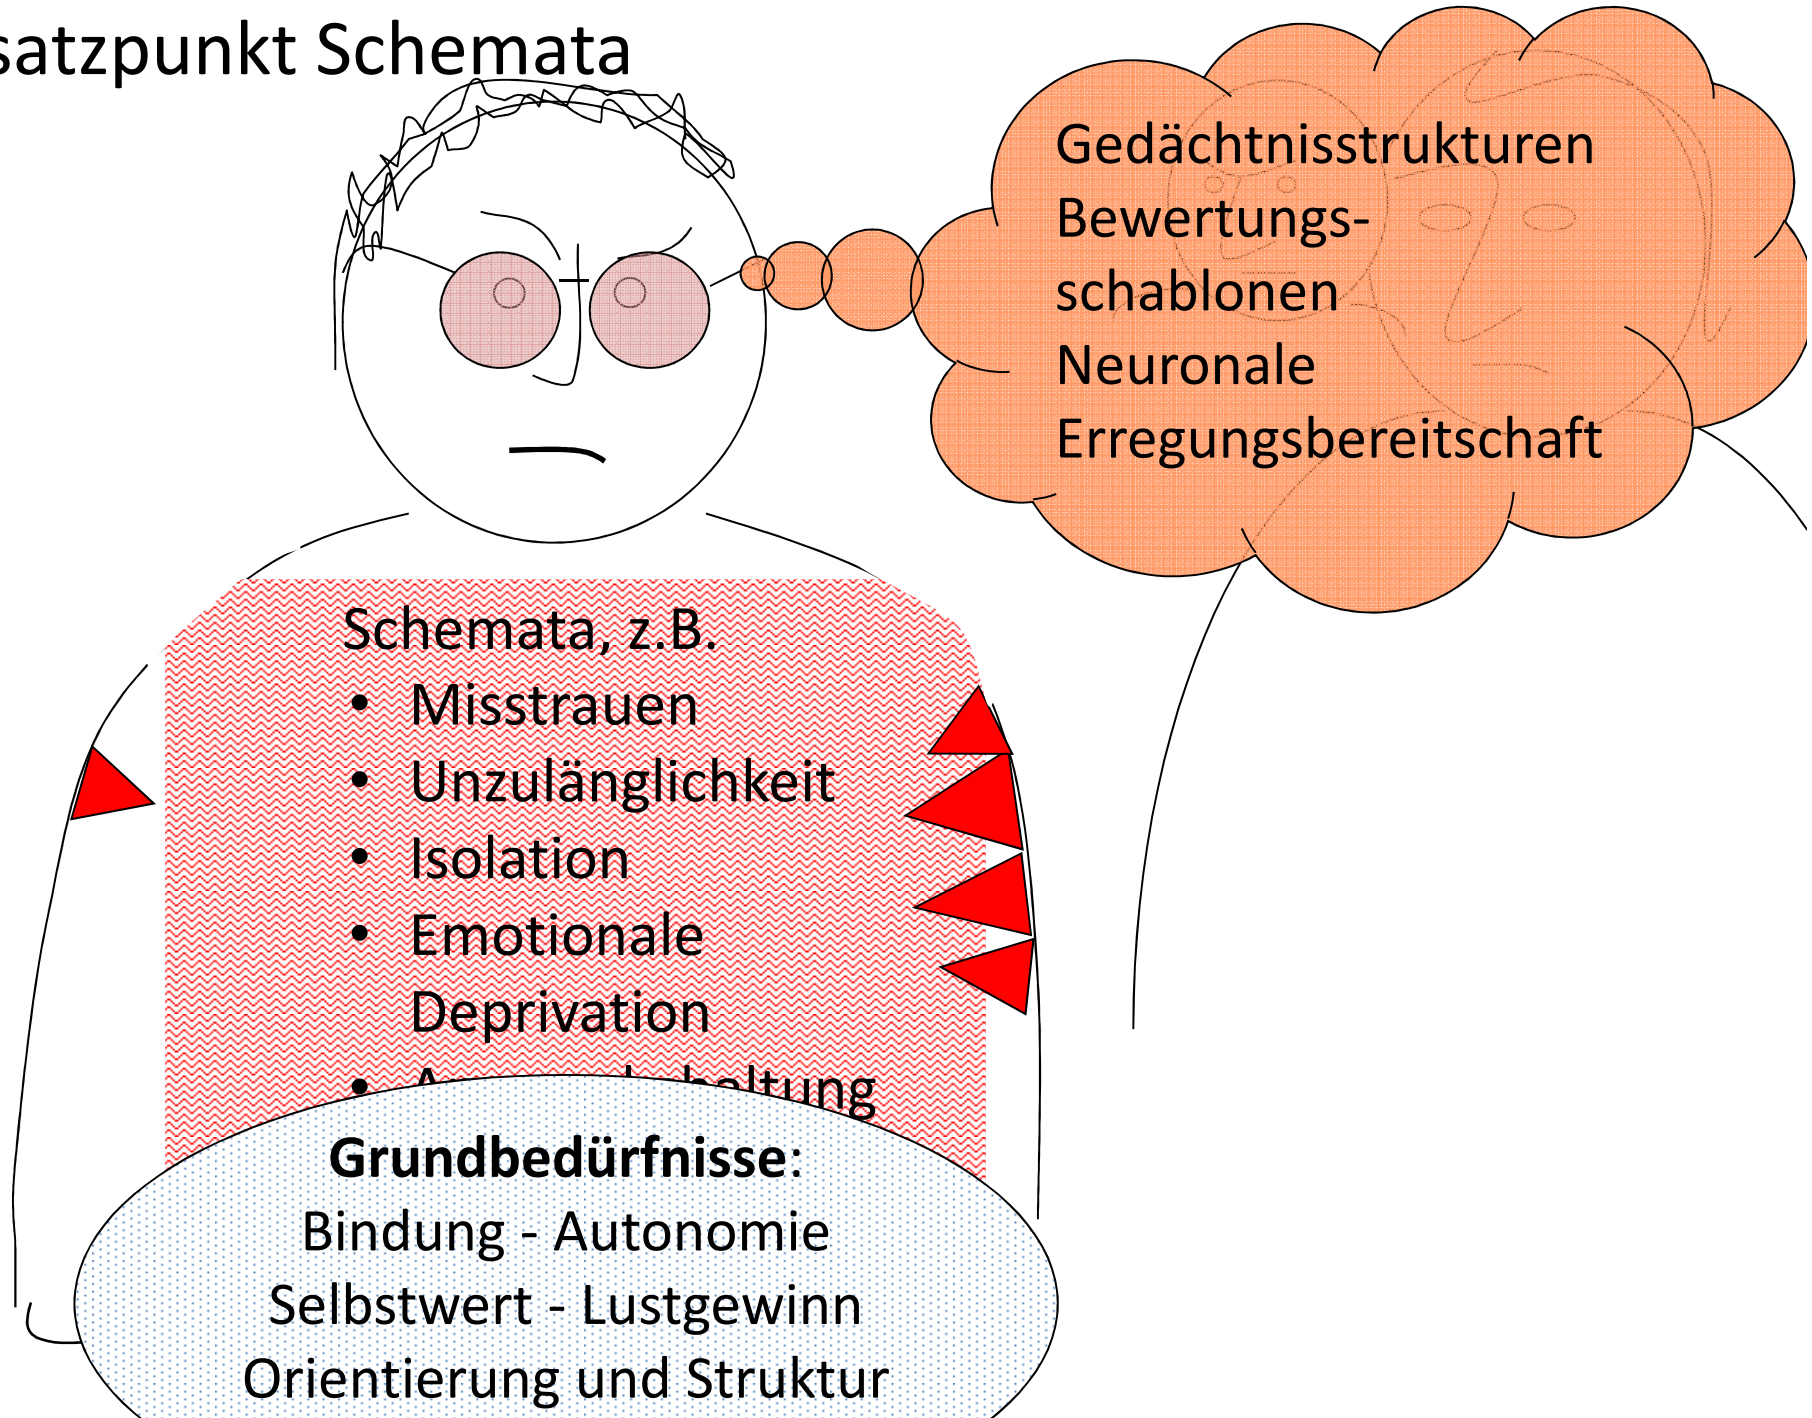 satzpunkt Schemata
Gedächtnisstrukturen
Bewertungs-
schablonen
Neuronale
Erregungsbereitschaft
Schemata, z.B.
• Misstrauen
• Unzulänglichkeit
• Isolation
• Emotionale
Deprivation
•
Grundbedürfnisse:
Bindung - Autonomie
Selbstwert - Lustgewinn
Orientierung und Struktur